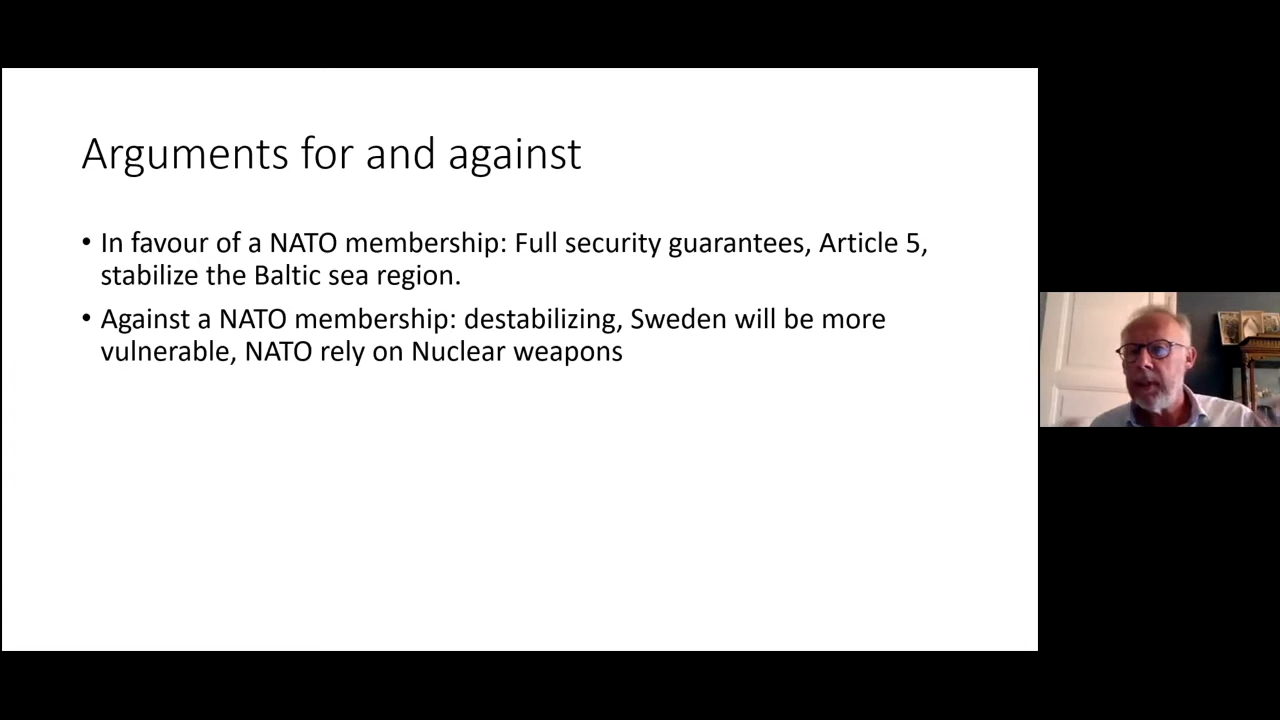 Arguments for and against
• In favour of a NATO membership: Full security guarantees, Article 5,
stabilize the Baltic sea region.
• Against a NATO membership: destabilizing, Sweden will be more
vulnerable, NATO rely on Nuclear weapons